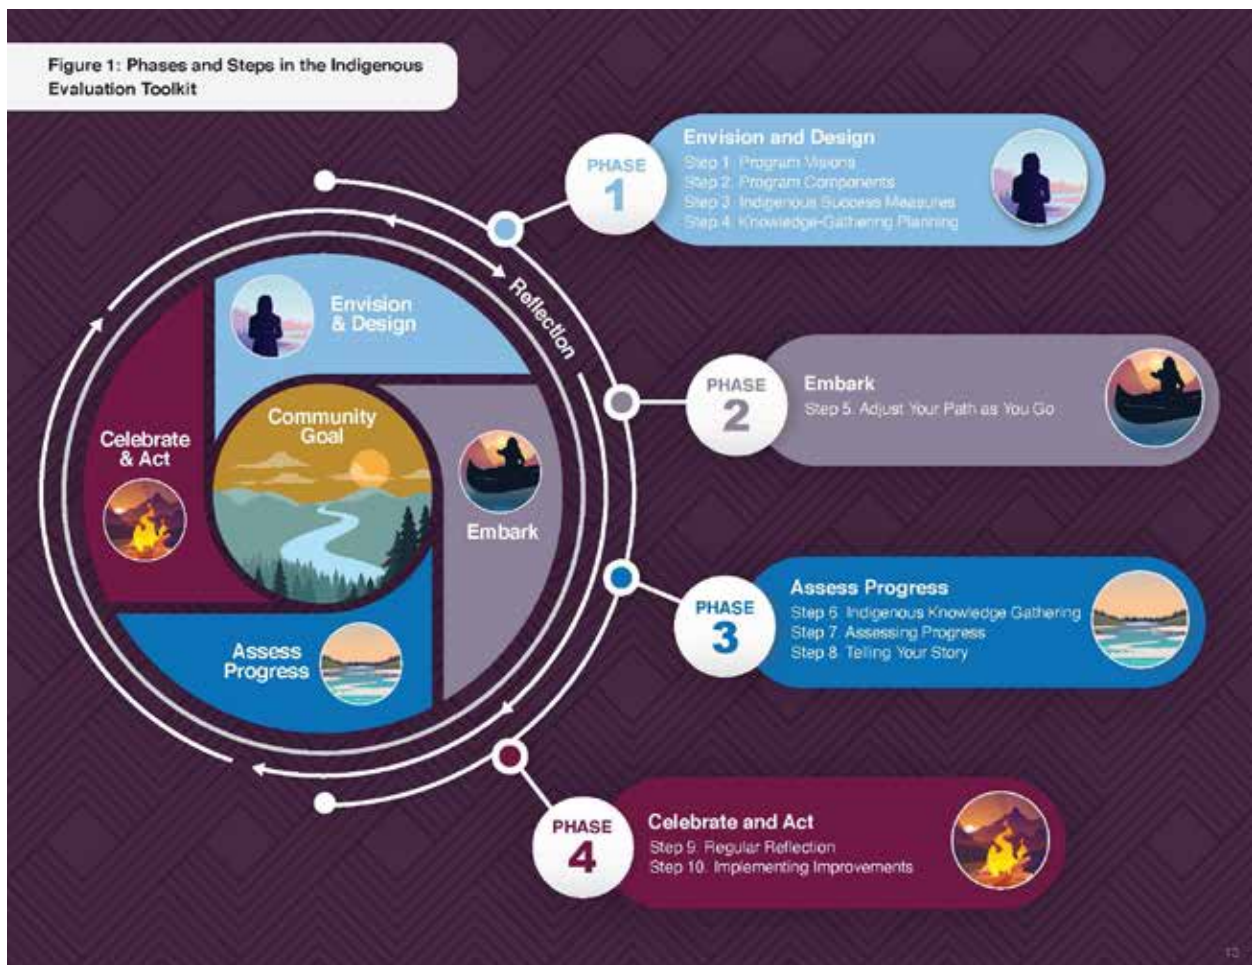 Figure 1: Phases and Steps in the Indigenous
Evaluation Toolkit
PHASE
1
Envision and Design
Step 1. Program Visions
Step 2. Program Components
Step 3. Indigenous Success Measures
Step 4. Knowledge-Gathering Planning
Reflection
Envision
& Design
Community
Goal
Celebrate
& Act
Embark
Assess
Progress
PHASE
2
Embark
Step 5. Adjust Your Path as You Go
PHASE
3
Assess Progress
Step 6. Indigenous Knowledge Gathering
Step 7. Assessing Progress
Step 8. Telling Your Story
PHASE
4
Celebrate and Act
Step 9. Regular Reflection
Step 10. Implementing Improvements
13